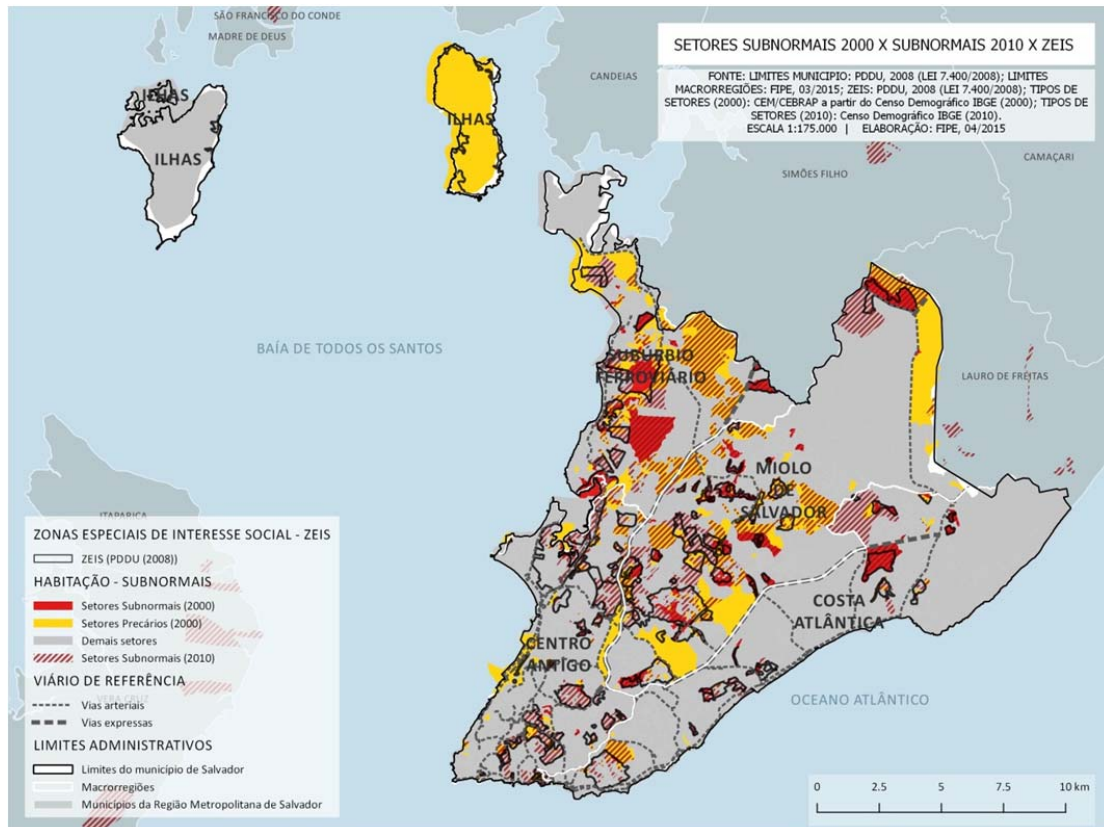 SÃO FRANCISCO DO CONDE
MADRE DE DEUS
SETORES SUBNORMAIS 2000 X SUBNORMAIS 2010 X ZEIS
FONTE: LIMITES MUNICIPIO: PDDU, 2008 (LEI 7.400/2008); LIMITES
MACRORREGIÕES: FIPE, 03/2015; ZEIS: PDDU, 2008 (LEI 7.400/2008); TIPOS DE
SETORES (2000): CEM/CEBRAP a partir do Censo Demográfico IBGE (2000); TIPOS DE
SETORES (2010): Censo Demográfico IBGE (2010).
ESCALA 1:175.000 | ELABORAÇÃO: FIPE, 04/2015
CANDEIAS
ILHAS
ILHAS
ILHAS
CAMAÇARI
SIMÕES FILHO
BAÍA DE TODOS OS SANTOS
SUBÚRBIO
FERROVIÁRIO
LAURO DE FREITAS
MIOLO
DE
SALVADOR
ITAPARICA
COSTA
ATLÂNTICA
CENTRO
ANTIGO
OCEANO ATLÂNTICO
ZONAS ESPECIAIS DE INTERESSE SOCIAL - ZEIS
ZEIS (PDDU (2008))
HABITAÇÃO - SUBNORMAIS
Setores Subnormais (2000)
Setores Precários (2000)
Demais setores
Setores Subnormais (2010)
VERA CRUZ
VIÁRIO DE REFERÊNCIA
Vias arteriais
Vias expressas
LIMITES ADMINISTRATIVOS
Limites do município de Salvador
Macrorregiões
Municípios da Região Metropolitana de Salvador
0 2.5 5 7.5 10 km